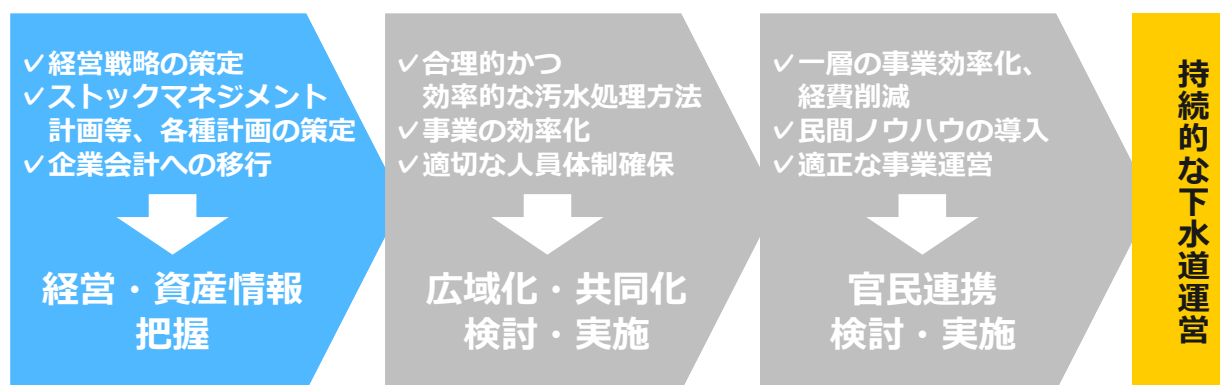 ✓経営戦略の策定
✓ストックマネジメント
計画等、各種計画の策定
✓企業会計への移行
経営・資産情報
把握
✓合理的かつ
効率的な汚水処理方法
✓事業の効率化
✓適切な人員体制確保
広域化・共同化
検討・実施
✓一層の事業効率化、
経費削減
✓民間ノウハウの導入
✓適正な事業運営
官民連携
検討・実施
持続的な下水道運営